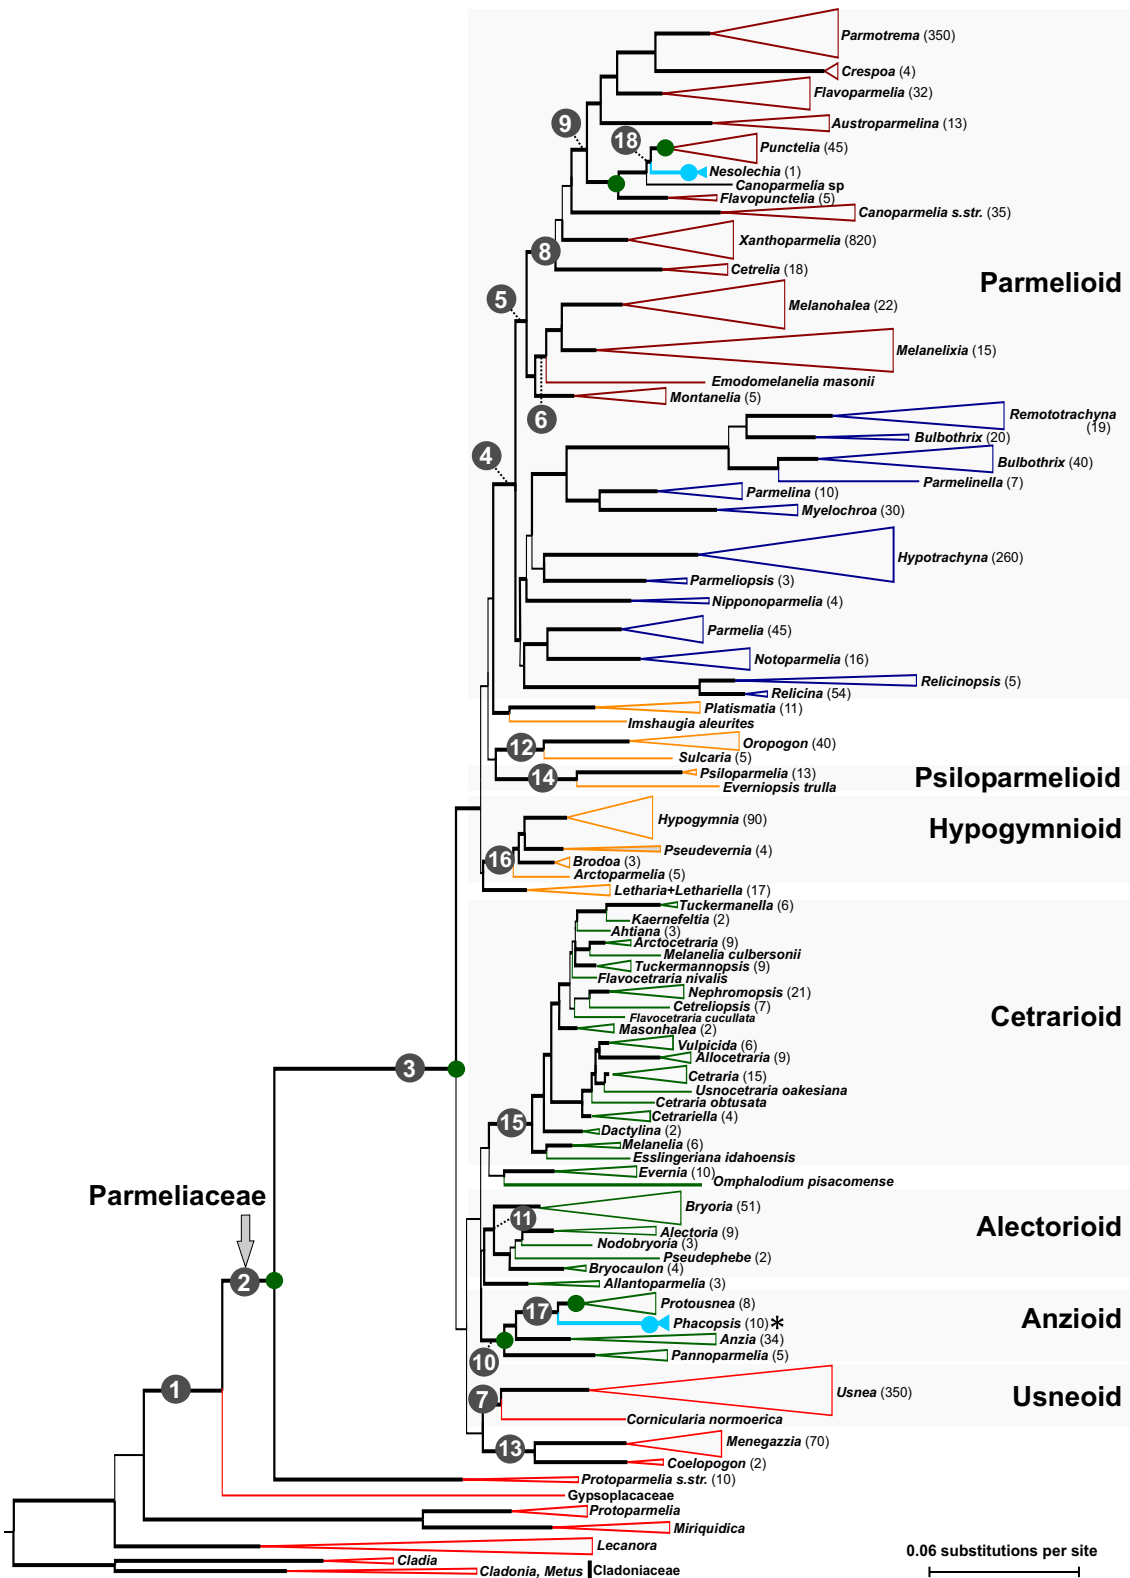 Parmotrema (350)
Crespoa (4)
Flavoparmelia (32)
9
Austroparmelina (13)
18
Punctelia (45)
Nesolechia (1)
Canoparmelia sp
Flavopunctelia (5)
Canoparmelia s.str. (35)
8
Xanthoparmelia (820)
Cetrelia (18)
Parmelioid
5
Melanohalea (22)
Melanelixia (15)
Emodomelanelia masonii
Montanelia (5)
6
Remototrachyna
(19)
Bulbothrix (20)
4
Bulbothrix (40)
Parmelinella (7)
Parmelina (10)
Myelochroa (30)
Hypotrachyna (260)
Parmeliopsis (3)
Nipponoparmelia (4)
Parmelia (45)
Notoparmelia (16)
Relicinopsis (5)
Relicina (54)
Platismatia (11)
Imshaugia aleurites
12
Oropogon (40)
Sulcaria (5)
14
Psiloparmelia (13)
Everniopsis trulla
Psiloparmelioid
Hypogymnia (90)
Hypogymnioid
Pseudevernia (4)
16
Brodoa (3)
Arctoparmelia (5)
Letharia+Lethariella (17)
Tuckermanella (6)
Kaernefeltia (2)
Ahtiana (3)
Arctocetraria (9)
Melanelia culbersonii
Tuckermannopsis (9)
Flavocetraria nivalis
Nephromopsis (21)
Cetreliopsis (7)
Flavocetraria cucullata
Masonhalea (2)
Cetrarioid
Vulpicida (6)
Allocetraria (9)
3
Cetraria (15)
Usnocetraria oakesiana
Cetraria obtusata
Cetrariella (4)
15
Dactylina (2)
Melanelia (6)
Esslingeriana idahoensis
Evernia (10)
Omphalodium pisacomense
Parmeliaceae
Bryoria (51)
11
Alectoria (9)
Alectorioid
Nodobryoria (3)
Pseudephebe (2)
Bryocaulon (4)
2
Allantoparmelia (3)
17
Protousnea (8)
Phacopsis (10)*
Anzioid
Anzia (34)
10
Pannoparmelia (5)
1
7
Usnea (350)
Usneoid
Cornicularia normoerica
13
Menegazzia (70)
Coelopogon (2)
Protoparmelia s.str. (10)
Gypsoplacaceae
Protoparmelia
Miriquidica
Lecanora
Cladia
Cladonia, Metus
Cladoniaceae
0.06 substitutions per site